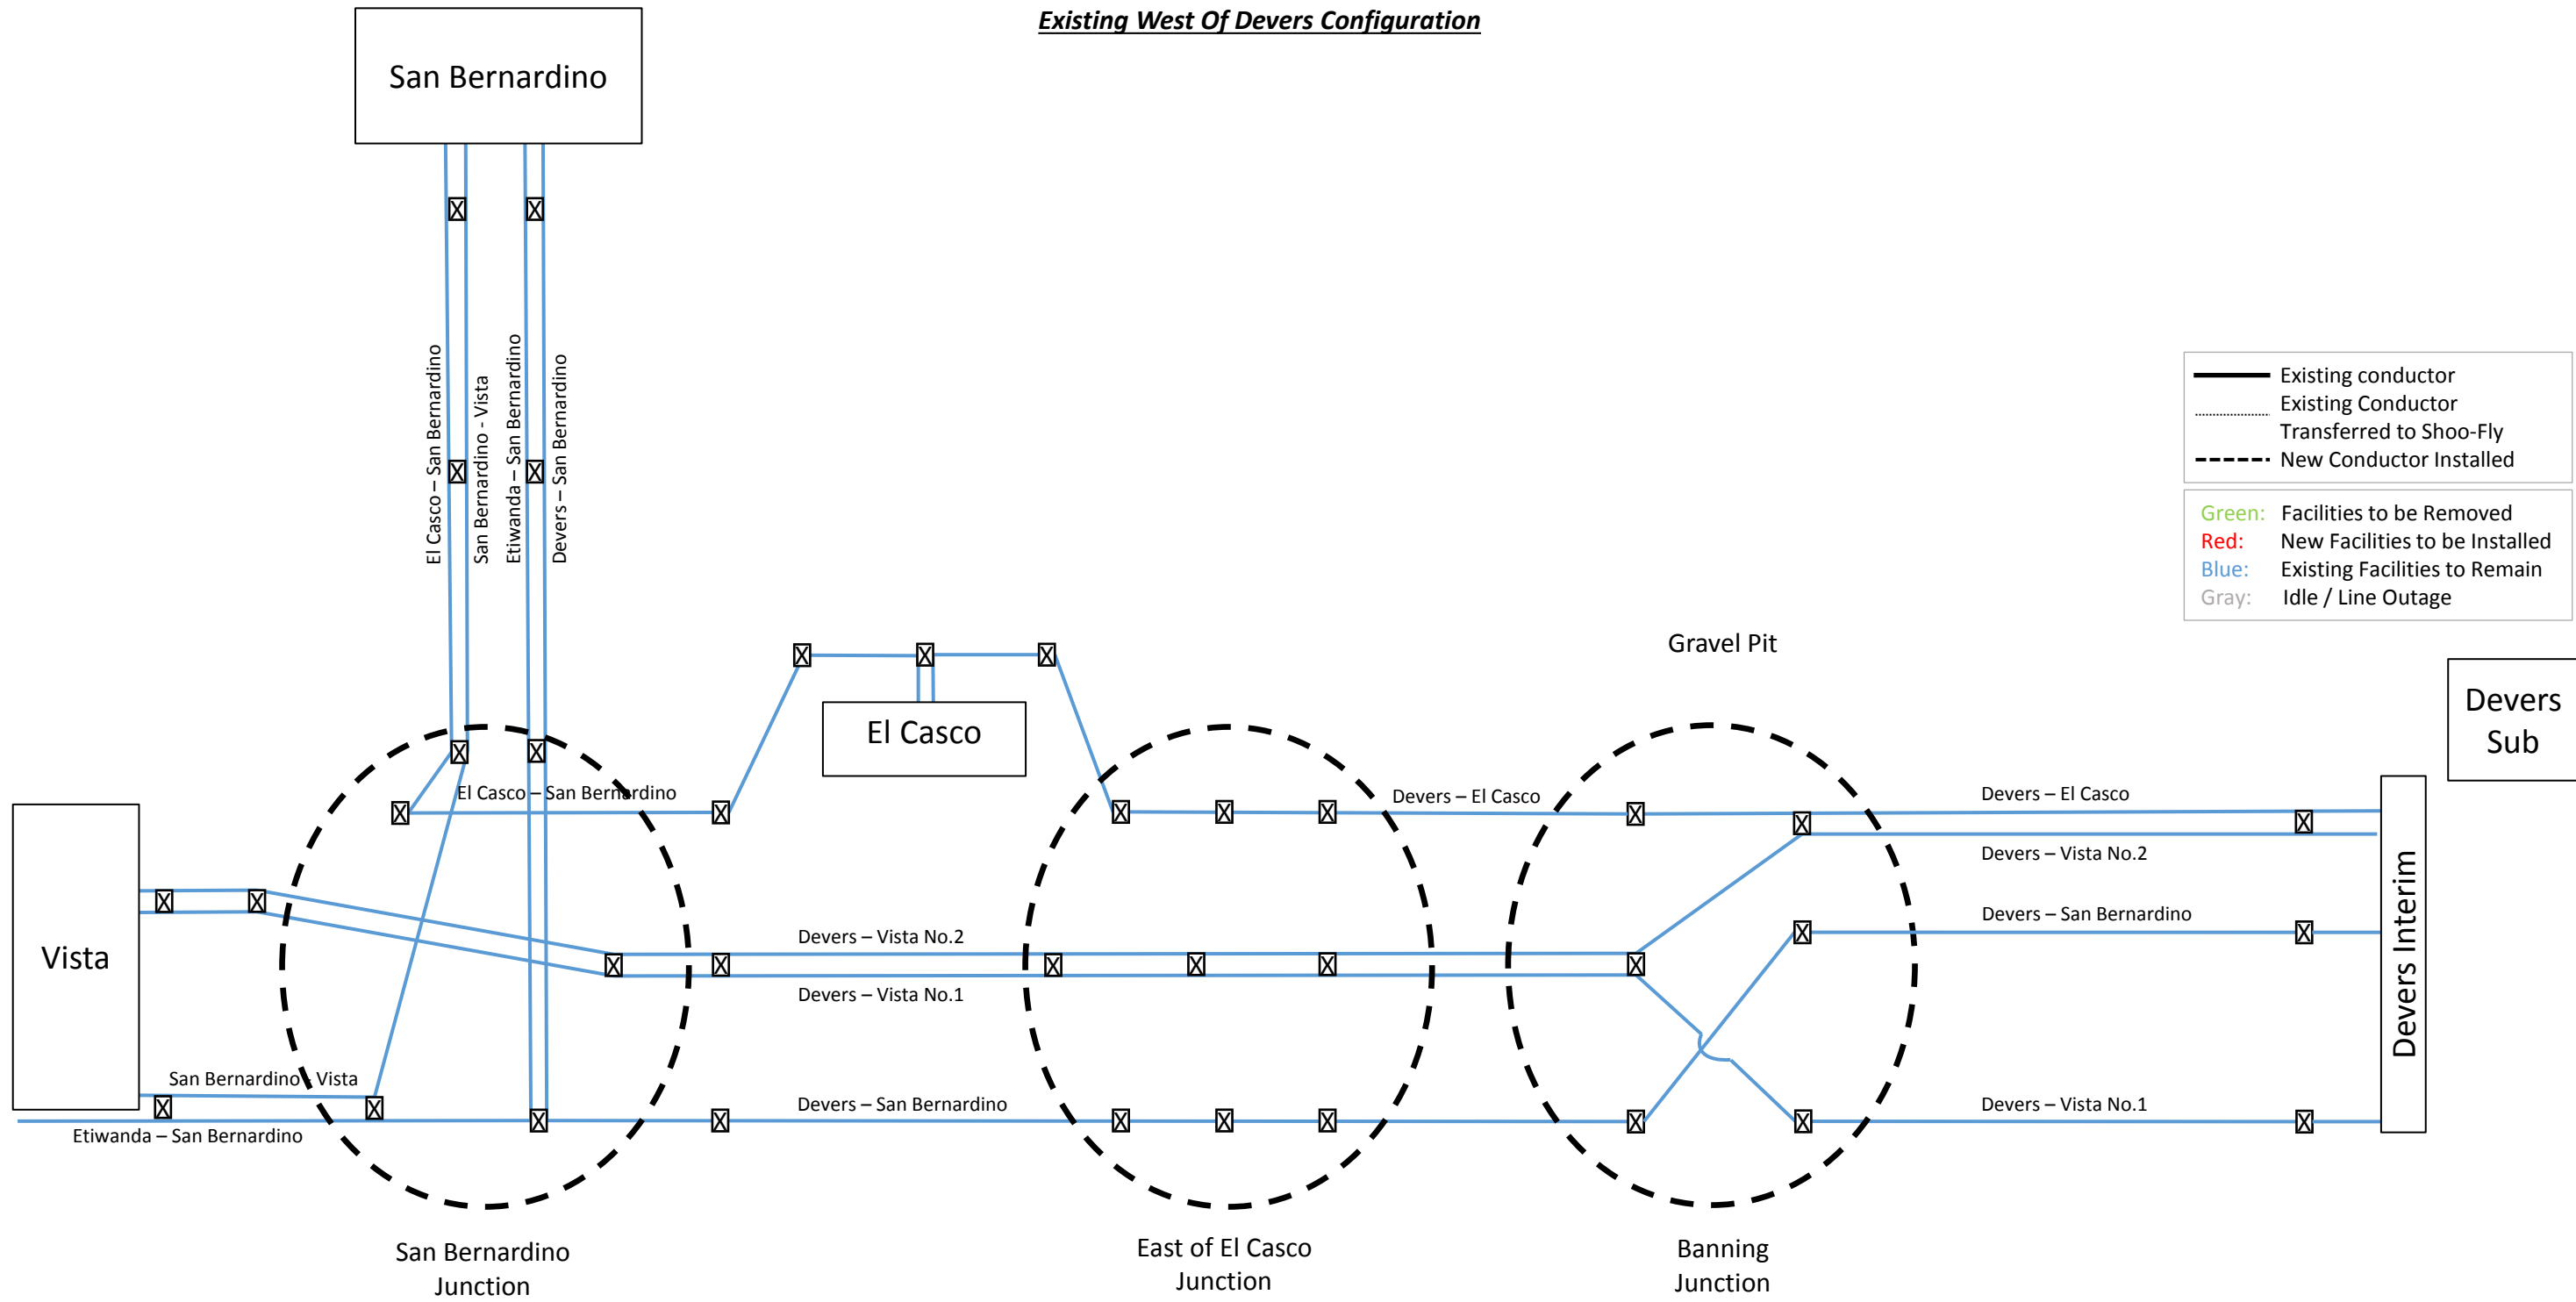 Existing West Of Devers Configuration
San Bernardino
El Casco – San Bernardino
San Bernardino - Vista
Etiwanda – San Bernardino
Devers – San Bernardino
Existing conductor
Existing Conductor
Transferred to Shoo-Fly
New Conductor Installed
Green: Facilities to be Removed
Red: New Facilities to be Installed
Blue: Existing Facilities to Remain
Gray: Idle / Line Outage
Gravel Pit
Devers
Sub
El Casco
El Casco – San Bernardino
Devers – El Casco
Devers – El Casco
Devers – Vista No.2
Devers – San Bernardino
Devers Interim
Vista
Devers – Vista No.2
Devers – Vista No.1
San Bernardino - Vista
Etiwanda – San Bernardino
Devers – San Bernardino
Devers – Vista No.1
San Bernardino
Junction
East of El Casco
Junction
Banning
Junction